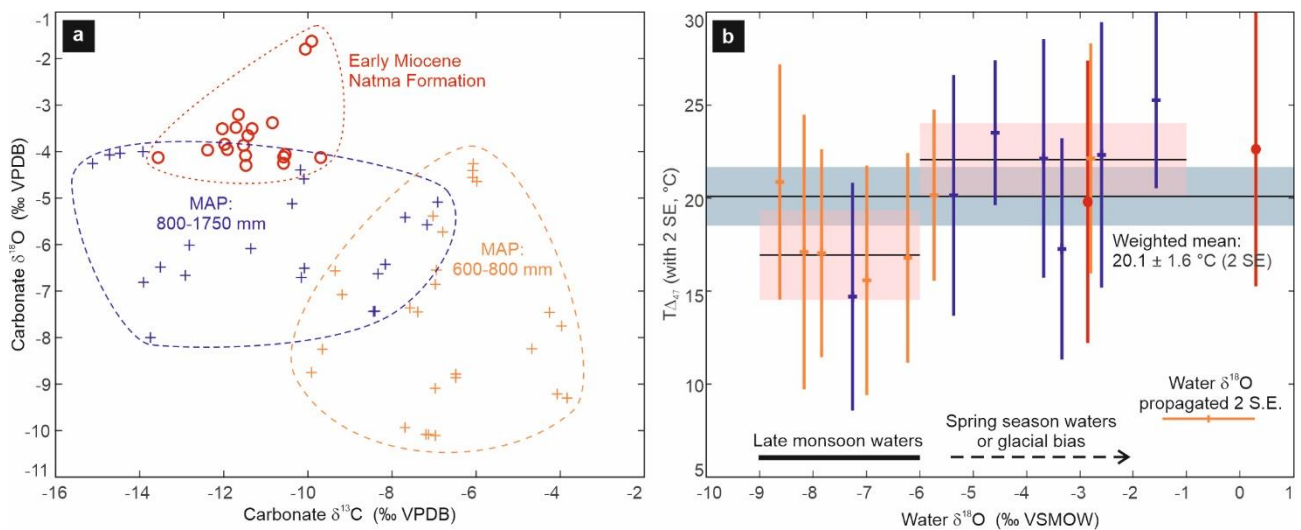 a
-1
-2
-3
-4
-5
-6
-7
-8
-9
-10
-11
Carbonate δ¹⁸O (‰ VPDB)
Early Miocene
Natma Formation
MAP:
800-1750 mm
MAP:
600-800 mm
-16
-14
-12
-10
-8
-6
-4
-2
Carbonate δ¹³C (‰ VPDB)
b
30
25
20
15
10
5
TΔ₄₇ (with 2 SE, °C)
Weighted mean:
20.1 ± 1.6 °C (2 SE)
Water δ¹⁸O
propagated 2 S.E.
Spring season waters
or glacial bias
Late monsoon waters
-10
-9
-8
-7
-6
-5
-4
-3
-2
-1
0
1
Water δ¹⁸O (‰ VSMOW)